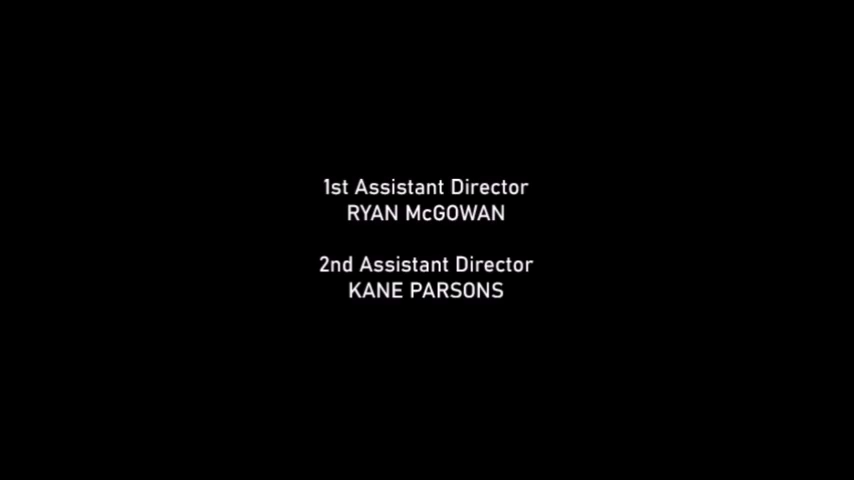 1st Assistant Director
RYAN McGOWAN
2nd Assistant Director
KANE PARSONS